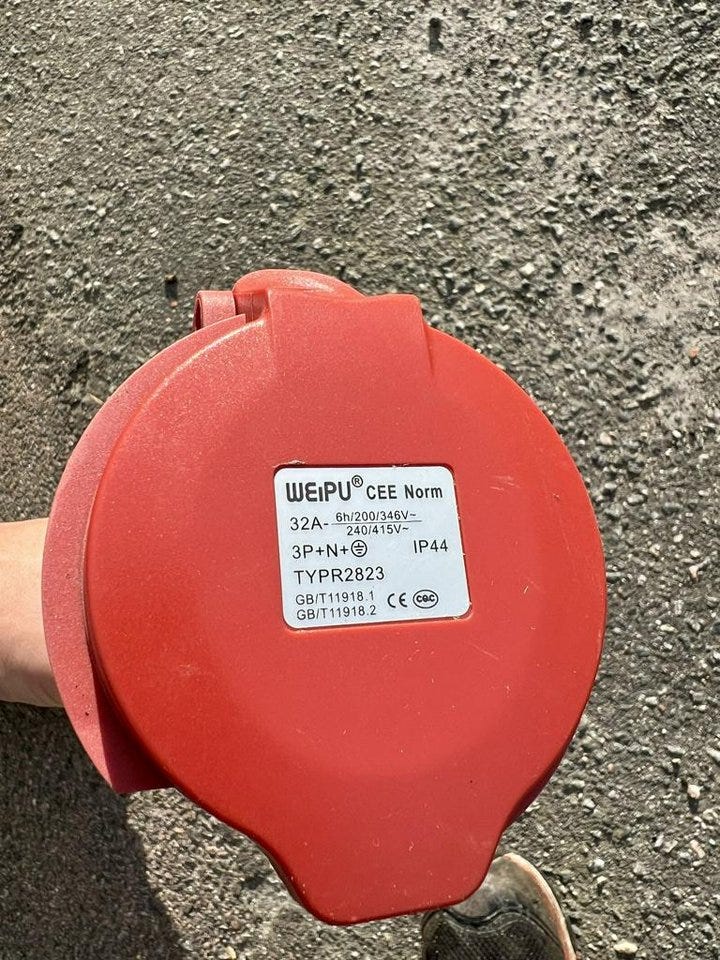 WEIPU® CEE Norm
32A- 6h/200/346V~
240/415V~
3P+N+⏚ IP44
TYPR2823
GB/T11918.1
GB/T11918.2 CE CQC